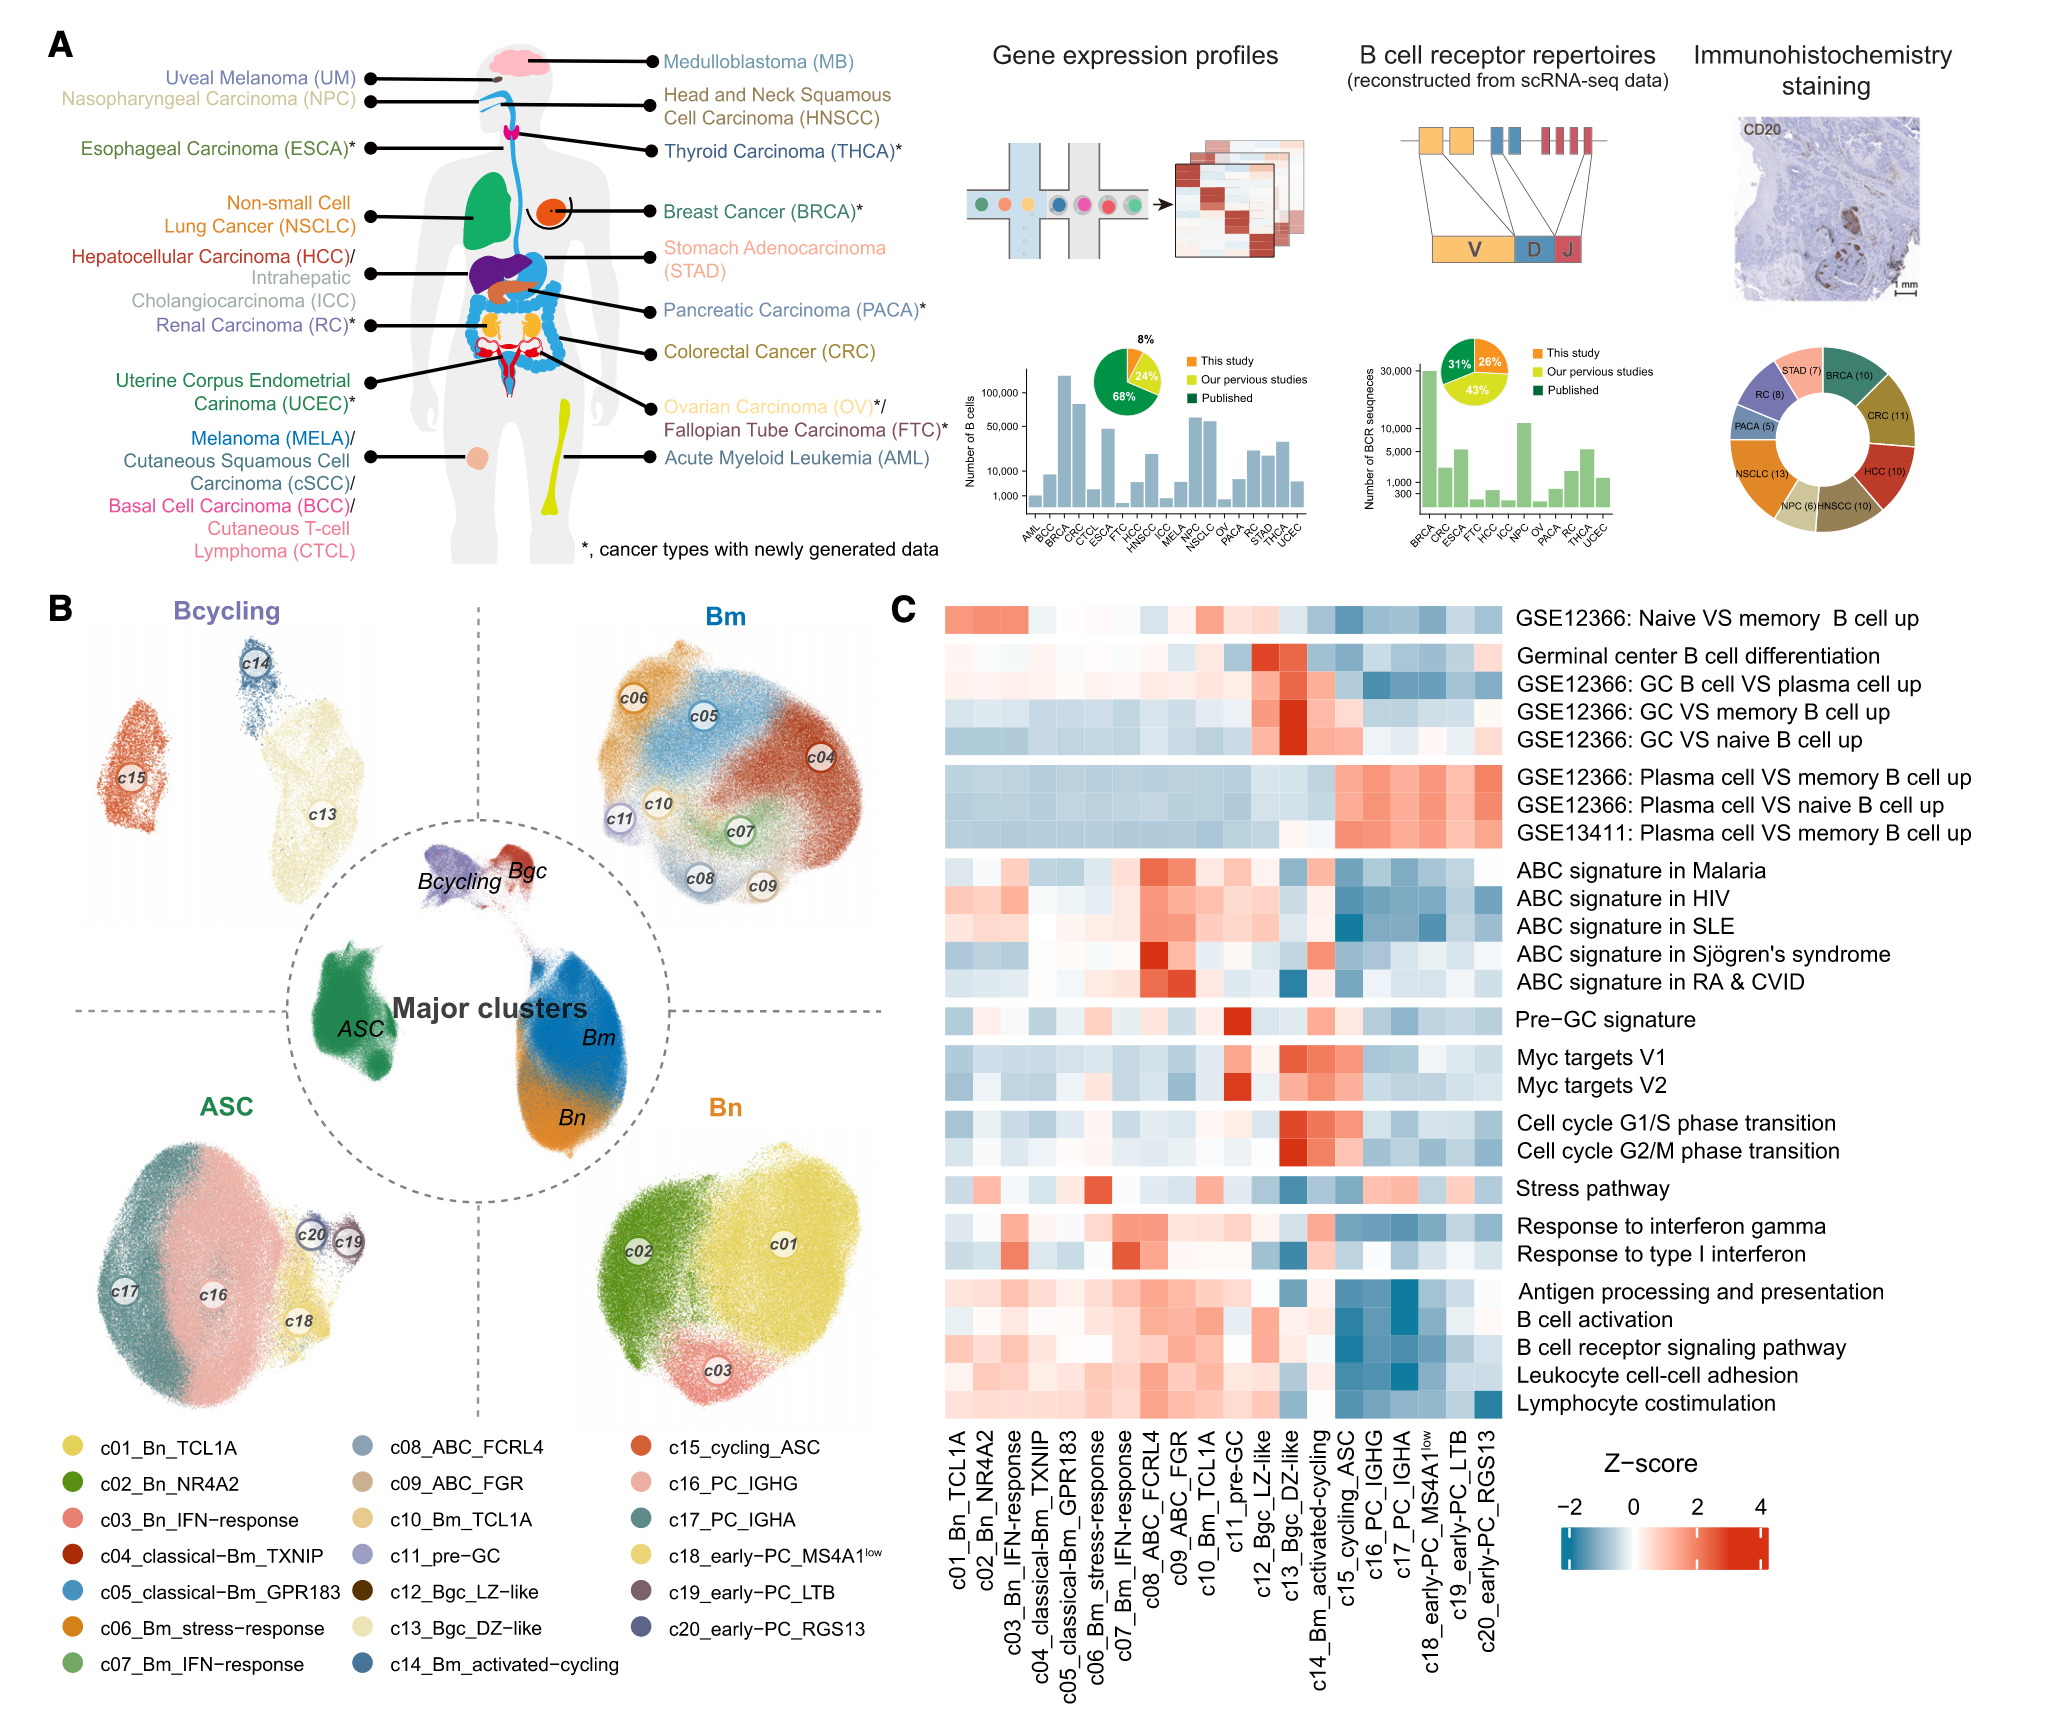 A
Uveal Melanoma (UM)
Nasopharyngeal Carcinoma (NPC)
Esophageal Carcinoma (ESCA)*
Non-small Cell
Lung Cancer (NSCLC)
Hepatocellular Carcinoma (HCC)/
Intrahepatic
Cholangiocarcinoma (ICC)
Renal Carcinoma (RC)*
Uterine Corpus Endometrial
Carinoma (UCEC)*
Melanoma (MELA)/
Cutaneous Squamous Cell
Carcinoma (cSCC)/
Basal Cell Carcinoma (BCC)/
Cutaneous T-cell
Lymphoma (CTCL)
Medulloblastoma (MB)
Head and Neck Squamous
Cell Carcinoma (HNSCC)
Thyroid Carcinoma (THCA)*
Breast Cancer (BRCA)*
Stomach Adenocarcinoma
(STAD)
Pancreatic Carcinoma (PACA)*
Colorectal Cancer (CRC)
Ovarian Carcinoma (OV)*/
Fallopian Tube Carcinoma (FTC)*
Acute Myeloid Leukemia (AML)
*, cancer types with newly generated data
Gene expression profiles
8%
24%
68%
This study
Our pervious studies
Published
Number of B cells
100,000
50,000
10,000
1,000
AML
BCC
BRCA
CRC
CTCL
ESCA
FTC
HCC
HNSCC
ICC
MELA
NPC
NSCLC
OV
PACA
RC
STAD
THCA
UCEC
B cell receptor repertoires
(reconstructed from scRNA-seq data)
V
D
J
31%
26%
43%
This study
Our pervious studies
Published
Number of BCR seuqneces
30,000
10,000
5,000
1,000
300
BRCA
CRC
ESCA
FTC
HCC
ICC
NPC
OV
PACA
RC
THCA
UCEC
Immunohistochemistry
staining
CD20
1 mm
STAD (7)
BRCA (10)
RC (8)
CRC (11)
PACA (5)
NSCLC (13)
HCC (10)
NPC (6)
HNSCC (10)
B
Bcycling
c14
c15
c13
Bm
c06
c05
c04
c10
c11
c07
c08
c09
Bcycling
Bgc
Major clusters
ASC
Bm
Bn
ASC
c20
c19
c17
c16
c18
Bn
c02
c01
c03
c01_Bn_TCL1A
c02_Bn_NR4A2
c03_Bn_IFN−response
c04_classical−Bm_TXNIP
c05_classical−Bm_GPR183
c06_Bm_stress−response
c07_Bm_IFN−response
c08_ABC_FCRL4
c09_ABC_FGR
c10_Bm_TCL1A
c11_pre−GC
c12_Bgc_LZ−like
c13_Bgc_DZ−like
c14_Bm_activated−cycling
c15_cycling_ASC
c16_PC_IGHG
c17_PC_IGHA
c18_early−PC_MS4A1low
c19_early−PC_LTB
c20_early−PC_RGS13
C
GSE12366: Naive VS memory B cell up
Germinal center B cell differentiation
GSE12366: GC B cell VS plasma cell up
GSE12366: GC VS memory B cell up
GSE12366: GC VS naive B cell up
GSE12366: Plasma cell VS memory B cell up
GSE12366: Plasma cell VS naive B cell up
GSE13411: Plasma cell VS memory B cell up
ABC signature in Malaria
ABC signature in HIV
ABC signature in SLE
ABC signature in Sjögren's syndrome
ABC signature in RA & CVID
Pre−GC signature
Myc targets V1
Myc targets V2
Cell cycle G1/S phase transition
Cell cycle G2/M phase transition
Stress pathway
Response to interferon gamma
Response to type I interferon
Antigen processing and presentation
B cell activation
B cell receptor signaling pathway
Leukocyte cell-cell adhesion
Lymphocyte costimulation
c01_Bn_TCL1A
c02_Bn_NR4A2
c03_Bn_IFN-response
c04_classical-Bm_TXNIP
c05_classical-Bm_GPR183
c06_Bm_stress-response
c07_Bm_IFN-response
c08_ABC_FCRL4
c09_ABC_FGR
c10_Bm_TCL1A
c11_pre-GC
c12_Bgc_LZ-like
c13_Bgc_DZ-like
c14_Bm_activated-cycling
c15_cycling_ASC
c16_PC_IGHG
c17_PC_IGHA
c18_early-PC_MS4A1low
c19_early-PC_LTB
c20_early-PC_RGS13
Z−score
−2 0 2 4